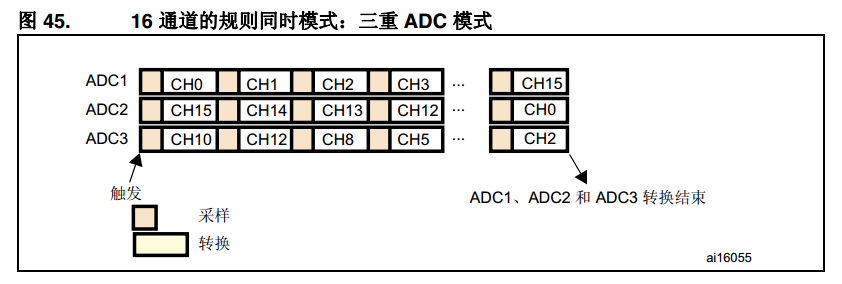 图 45. 16 通道的规则同时模式：三重 ADC 模式
ADC1 CH0 CH1 CH2 CH3 ... CH15
ADC2 CH15 CH14 CH13 CH12 ... CH0
ADC3 CH10 CH12 CH8 CH5 ... CH2
触发
ADC1、ADC2 和 ADC3 转换结束
采样
转换
ai16055